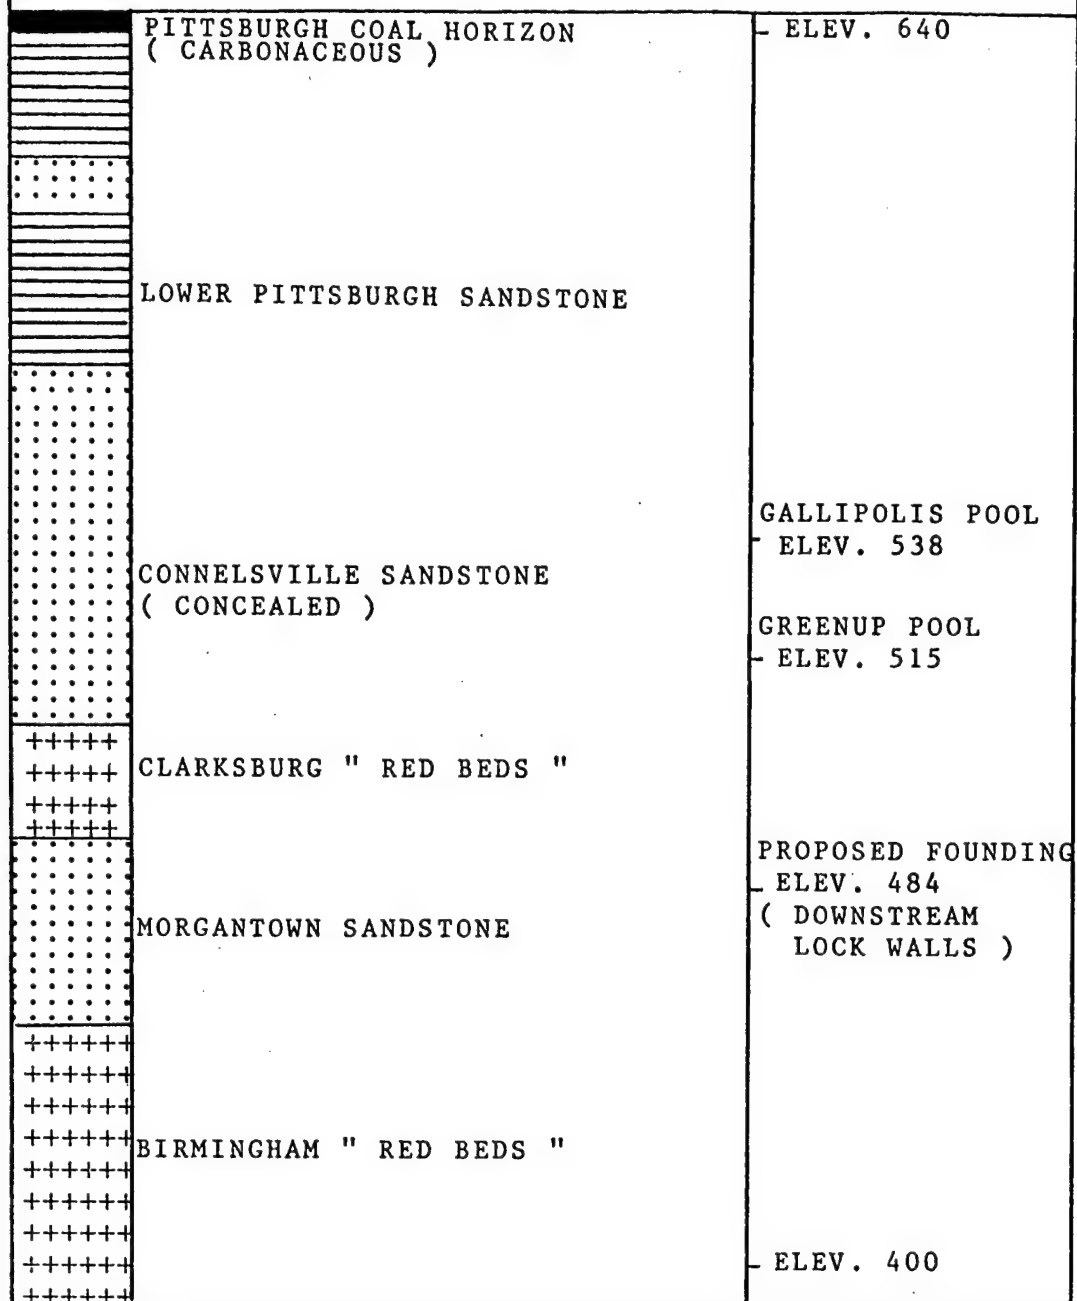 PITTSBURGH COAL HORIZON
( CARBONACEOUS )
ELEV. 640
LOWER PITTSBURGH SANDSTONE
GALLIPOLIS POOL
ELEV. 538
CONNELSVILLE SANDSTONE
( CONCEALED )
GREENUP POOL
ELEV. 515
CLARKSBURG " RED BEDS "
PROPOSED FOUNDING
ELEV. 484
( DOWNSTREAM
LOCK WALLS )
MORGANTOWN SANDSTONE
BIRMINGHAM " RED BEDS "
ELEV. 400